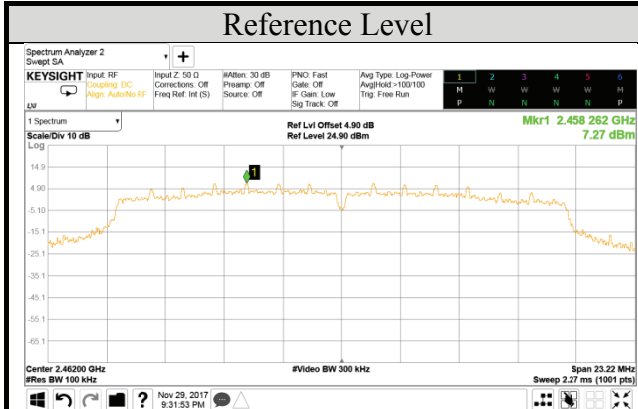 Reference Level
Spectrum Analyzer 2
Swept SA
KEYSIGHT
Input: RF
Coupling: DC
Align: Auto/No RF
Input Z: 50 Ω
Corrections: Off
Freq Ref: Int (S)
#Atten: 30 dB
Preamp: Off
Source: Off
PNO: Fast
Gate: Off
IF Gain: Low
Sig Track: Off
Avg Type: Log-Power
Avg|Hold:>100/100
Trig: Free Run
1 2 3 4 5 6
M W W W W W
P N N N N P
LXI
1 Spectrum
Scale/Div 10 dB
Ref Lvl Offset 4.90 dB
Ref Level 24.90 dBm
Mkr1 2.458 262 GHz
7.27 dBm
Log
1
14.9
4.90
-5.10
-15.1
-25.1
-35.1
-45.1
-55.1
-65.1
Center 2.46200 GHz
#Res BW 100 kHz
#Video BW 300 kHz
Span 23.22 MHz
Sweep 2.27 ms (1001 pts)
?
Nov 29, 2017
9:31:53 PM